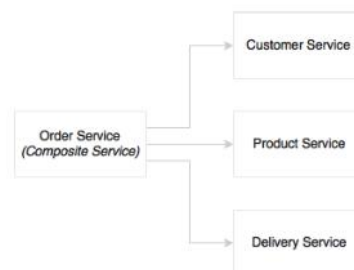 Customer Service
Order Service
(Composite Service)
Product Service
Delivery Service